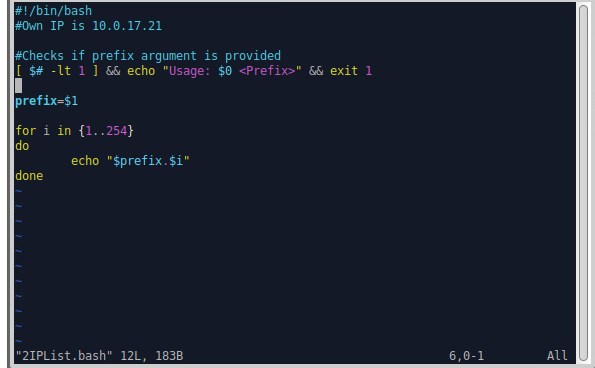 #!/bin/bash
#Own IP is 10.0.17.21
#Checks if prefix argument is provided
[ $# -lt 1 ] && echo "Usage: $0 <Prefix>" && exit 1
prefix=$1
for i in {1..254}
do
        echo "$prefix.$i"
done
~
~
~
~
~
~
~
~
~
~
~
"2IPList.bash" 12L, 183B 6,0-1 All